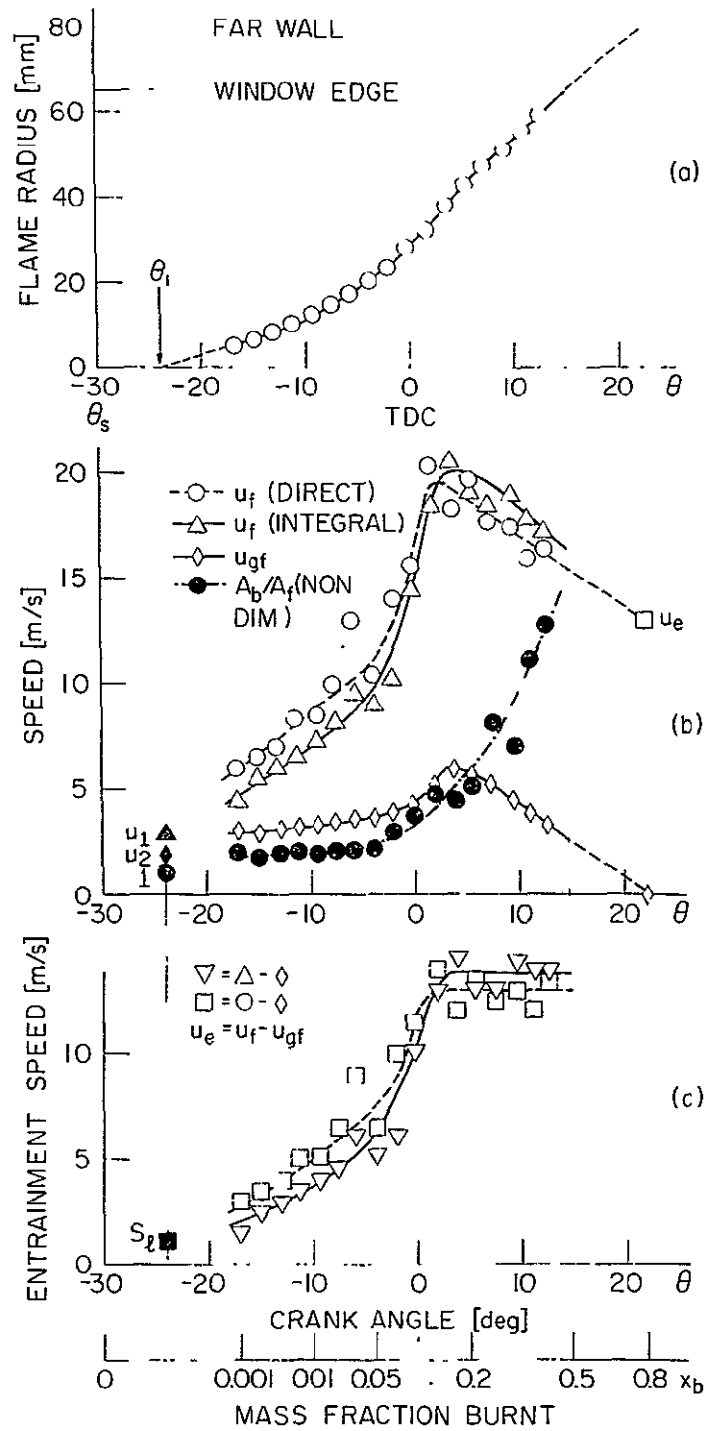 80
FAR WALL
WINDOW EDGE
60
40
20
0
FLAME RADIUS [mm]
(a)
θi
-30 -20 -10 0 10 20 θ
θs TDC
20
15
10
5
0
SPEED [m/s]
uf (DIRECT)
uf (INTEGRAL)
ugf
Ab/Af (NON
DIM)
ue
(b)
u1
u2
1
-30 -20 -10 0 10 20 θ
10
5
0
ENTRAINMENT SPEED [m/s]
▽ = △ - ◇
□ = ○ - ◇
ue = uf - ugf
(c)
Sℓ
-30 -20 -10 0 10 20 θ
CRANK ANGLE [deg]
0 0.001 001 0.05 0.2 0.5 0.8 xb
MASS FRACTION BURNT